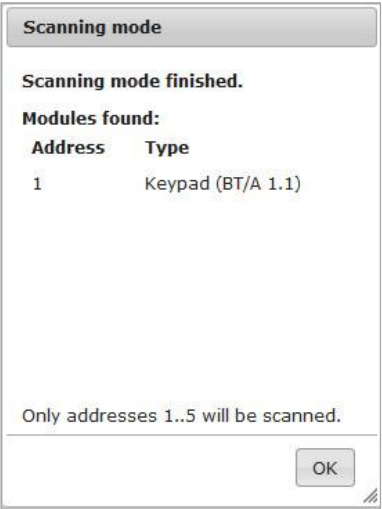 Scanning mode
Scanning mode finished.
Modules found:
Address Type
1 Keypad (BT/A 1.1)
Only addresses 1..5 will be scanned.
OK